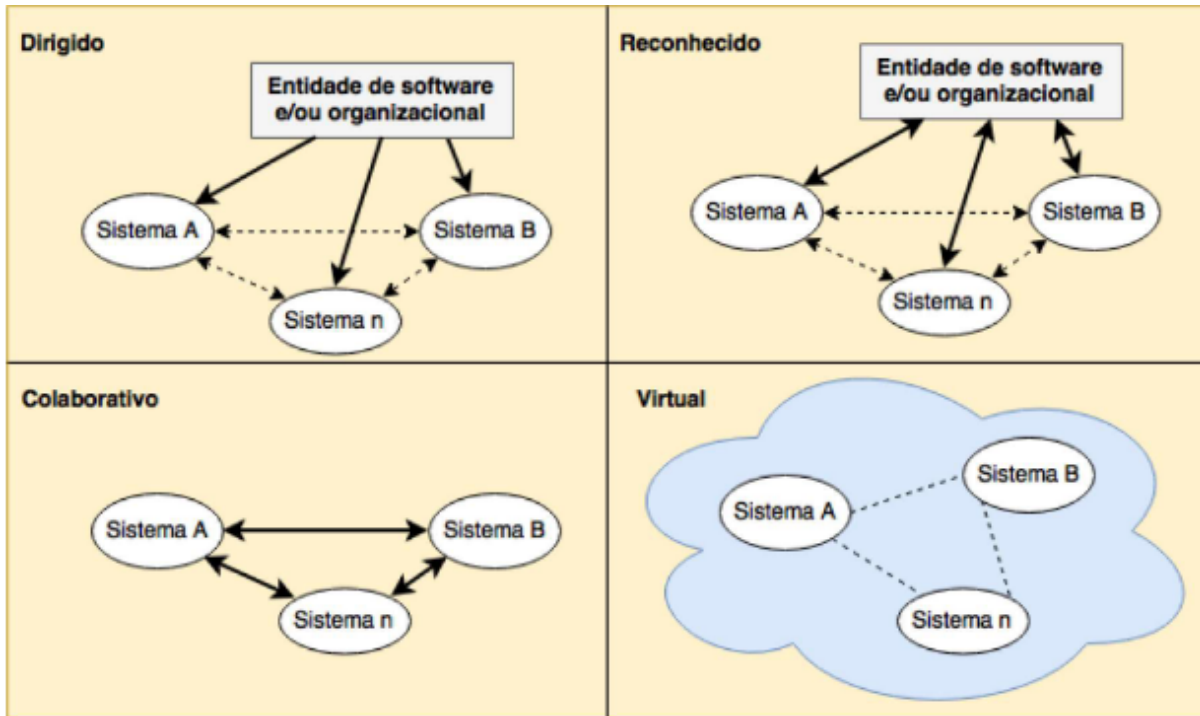 Dirigido
Entidade de software
e/ou organizacional
Sistema A
Sistema B
Sistema n
Reconhecido
Entidade de software
e/ou organizacional
Sistema A
Sistema B
Sistema n
Colaborativo
Sistema A
Sistema B
Sistema n
Virtual
Sistema B
Sistema A
Sistema n